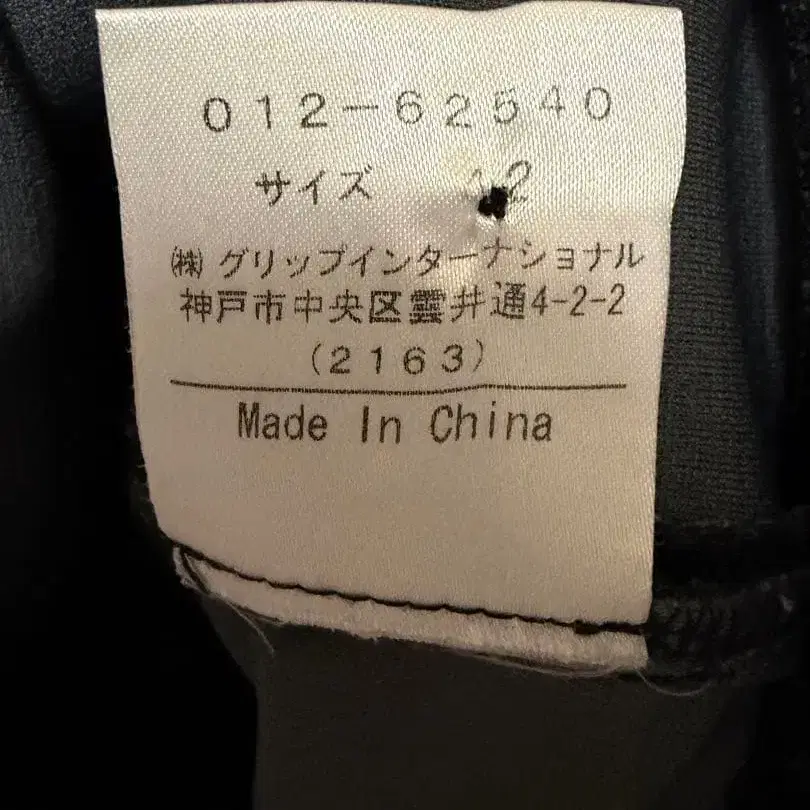 012-62540
サイズ 2
㈱グリップインターナショナル
神戸市中央区雲井通4-2-2
(2163)
Made In China